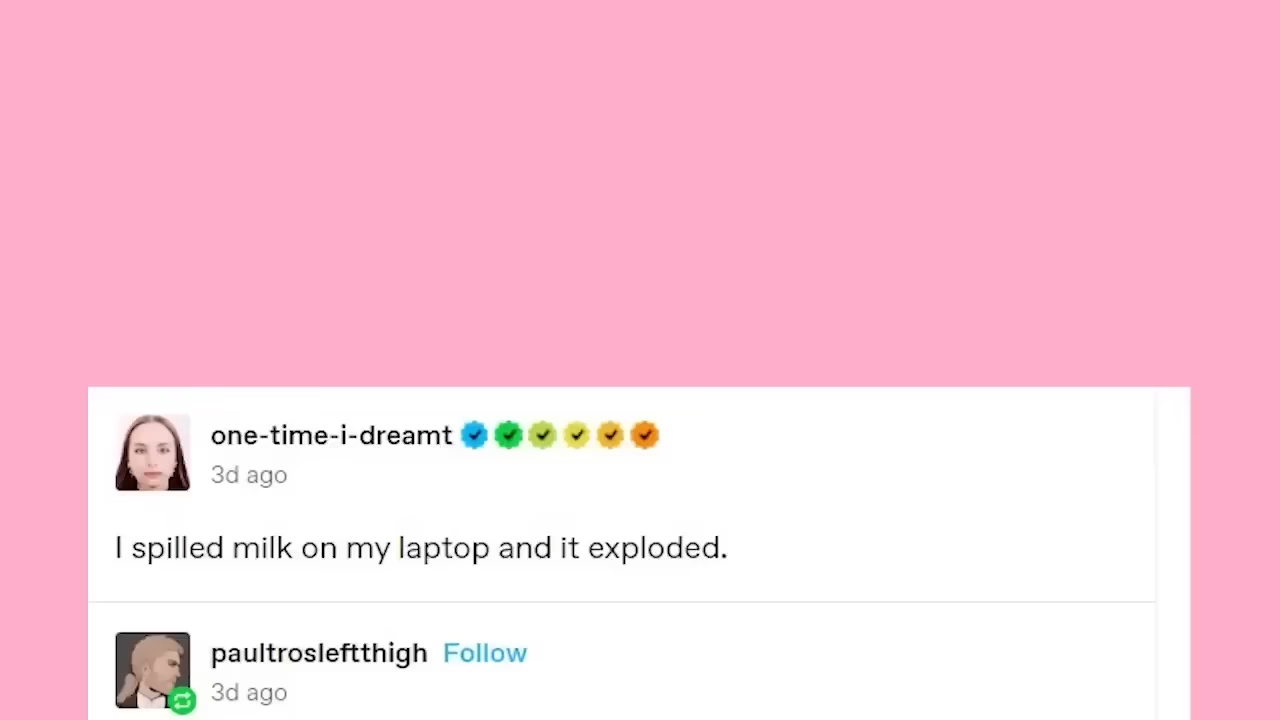 one-time-i-dreamt
3d ago
I spilled milk on my laptop and it exploded.
paultrosleftthigh Follow
3d ago